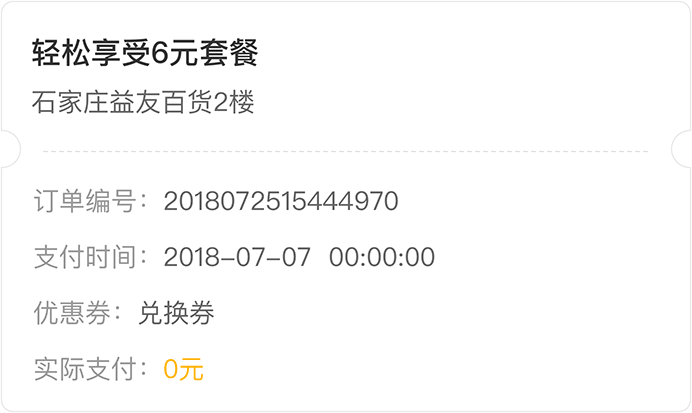 轻松享受6元套餐
石家庄益友百货2楼
订单编号：2018072515444970
支付时间：2018-07-07 00:00:00
优惠券：兑换券
实际支付：0元